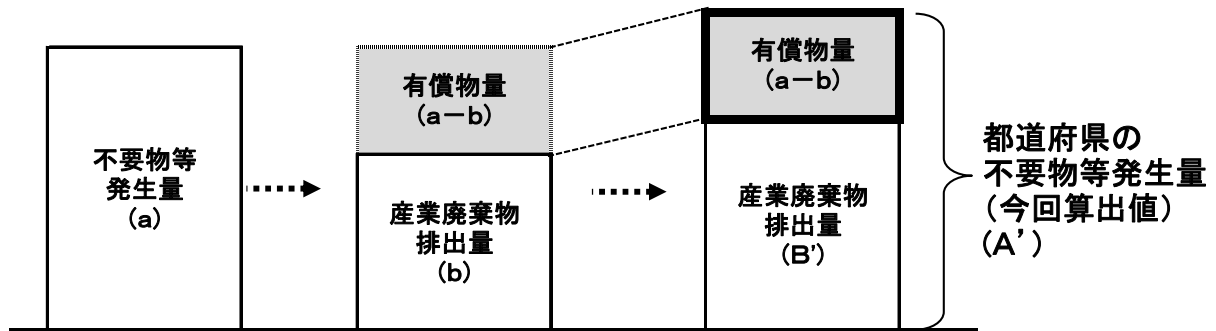 不要物等
発生量
(a)
有償物量
(a－b)
産業廃棄物
排出量
(b)
有償物量
(a－b)
産業廃棄物
排出量
(B')
都道府県の
不要物等発生量
（今回算出値）
(A’)